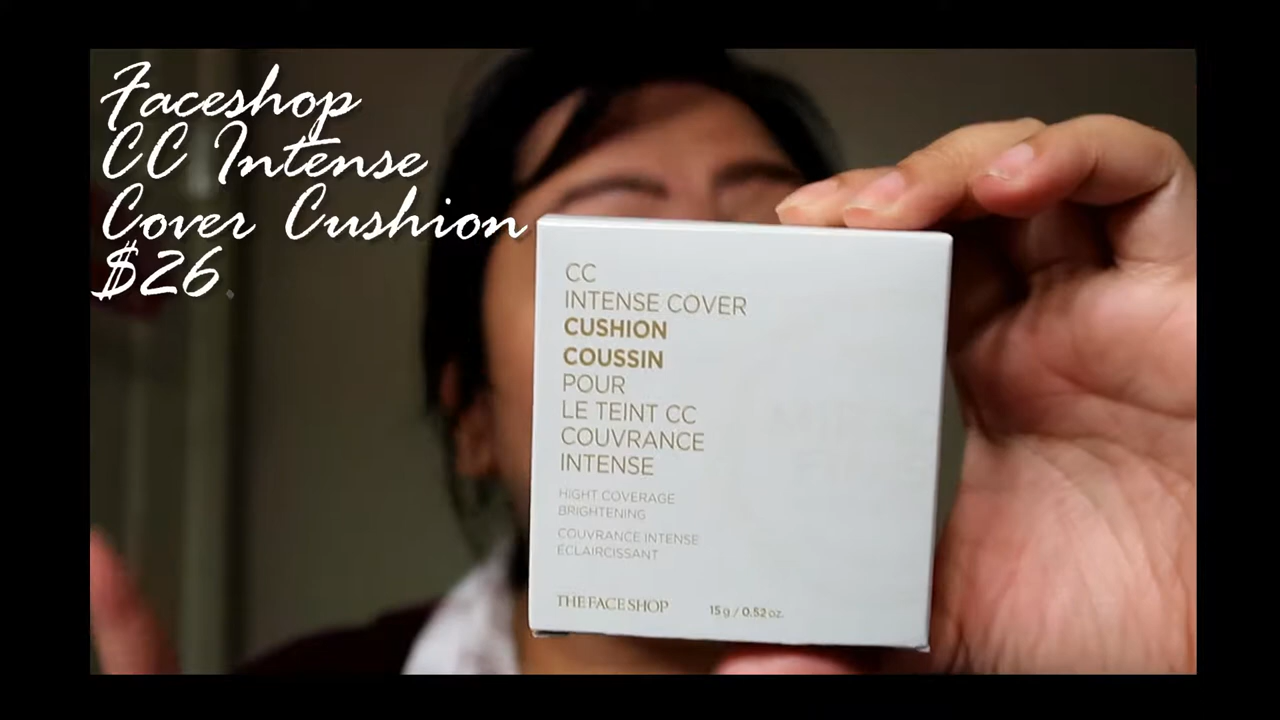 Faceshop
CC Intense
Cover Cushion
$26
CC
INTENSE COVER
CUSHION
COUSSIN
POUR
LE TEINT CC
COUVRANCE
INTENSE
HIGHT COVERAGE
BRIGHTENING
COUVRANCE INTENSE
ÉCLAIRCISSANT
THE FACE SHOP
15 g / 0.52 oz.